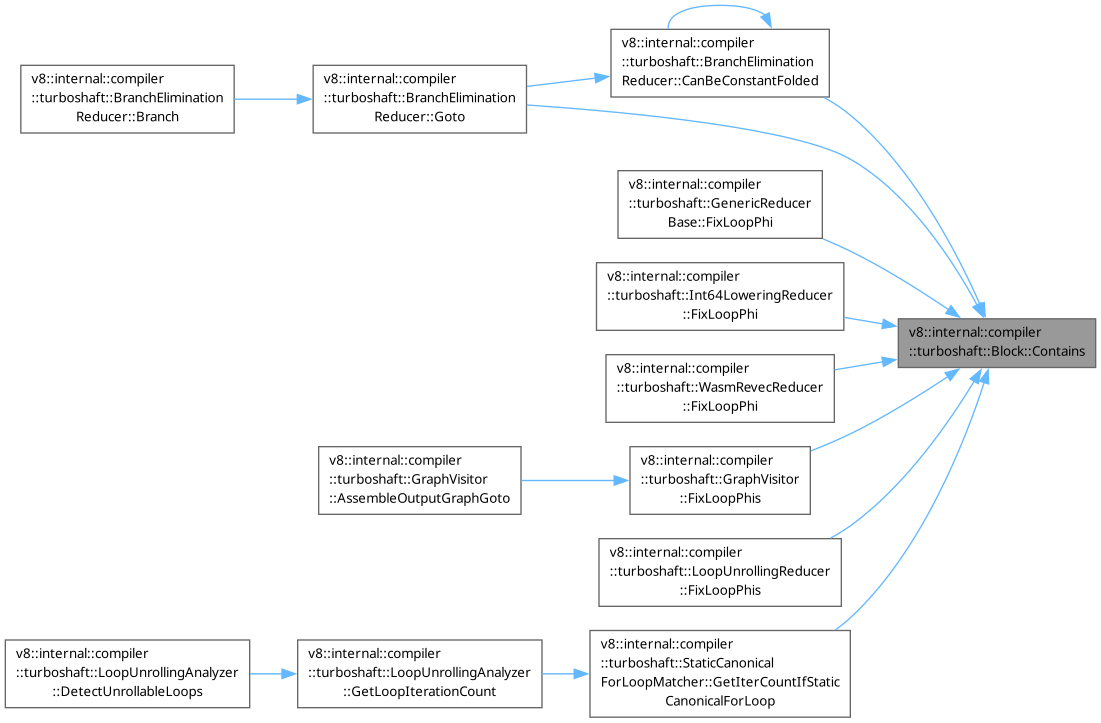 v8::internal::compiler
::turboshaft::BranchElimination
Reducer::CanBeConstantFolded
v8::internal::compiler
::turboshaft::BranchElimination
Reducer::Branch
v8::internal::compiler
::turboshaft::BranchElimination
Reducer::Goto
v8::internal::compiler
::turboshaft::GenericReducer
Base::FixLoopPhi
v8::internal::compiler
::turboshaft::Int64LoweringReducer
::FixLoopPhi
v8::internal::compiler
::turboshaft::Block::Contains
v8::internal::compiler
::turboshaft::WasmRevecReducer
::FixLoopPhi
v8::internal::compiler
::turboshaft::GraphVisitor
::AssembleOutputGraphGoto
v8::internal::compiler
::turboshaft::GraphVisitor
::FixLoopPhis
v8::internal::compiler
::turboshaft::LoopUnrollingReducer
::FixLoopPhis
v8::internal::compiler
::turboshaft::LoopUnrollingAnalyzer
::DetectUnrollableLoops
v8::internal::compiler
::turboshaft::LoopUnrollingAnalyzer
::GetLoopIterationCount
v8::internal::compiler
::turboshaft::StaticCanonical
ForLoopMatcher::GetIterCountIfStatic
CanonicalForLoop